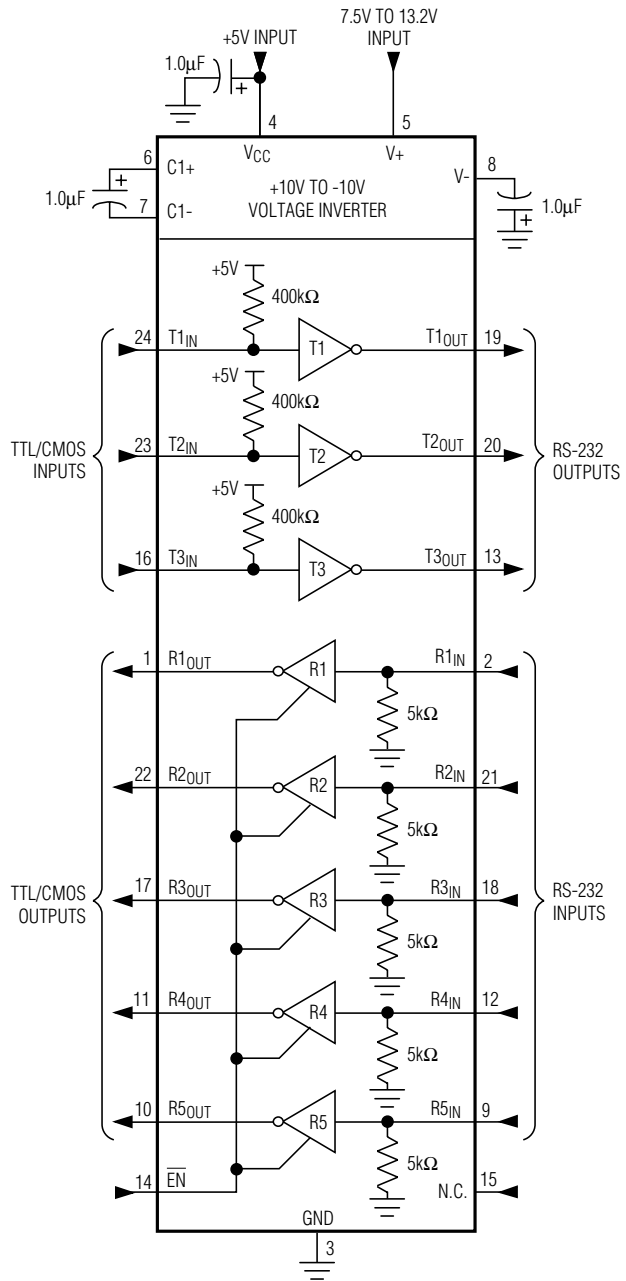 7.5V TO 13.2V
INPUT
+5V INPUT
1.0µF
+
4
5
VCC
V+
6
C1+
+
1.0µF
7
C1-
+10V TO -10V
VOLTAGE INVERTER
V-
8
1.0µF
+
+5V
400kΩ
24
T1IN
T1
T1OUT
19
+5V
400kΩ
TTL/CMOS
INPUTS
23
T2IN
T2
T2OUT
20
RS-232
OUTPUTS
+5V
400kΩ
16
T3IN
T3
T3OUT
13
1
R1OUT
R1
R1IN
2
5kΩ
22
R2OUT
R2
R2IN
21
5kΩ
TTL/CMOS
OUTPUTS
17
R3OUT
R3
R3IN
18
RS-232
INPUTS
5kΩ
11
R4OUT
R4
R4IN
12
5kΩ
10
R5OUT
R5
R5IN
9
5kΩ
14
EN
N.C.
15
GND
3